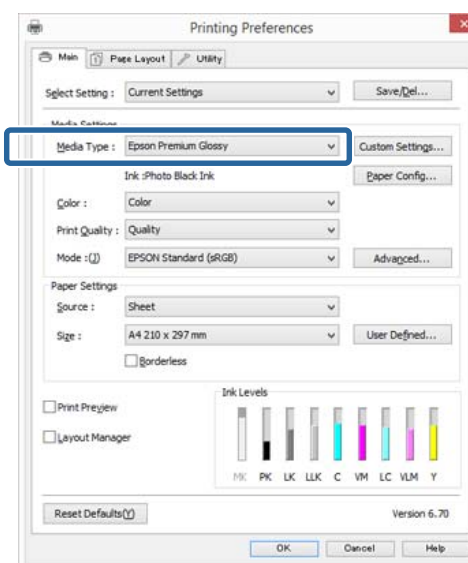 Printing Preferences
Main Page Layout Utility
Select Setting : Current Settings Save/Del...
Media Settings
Media Type : Epson Premium Glossy Custom Settings...
Ink :Photo Black Ink Paper Config...
Color : Color
Print Quality : Quality
Mode :(J) EPSON Standard (sRGB) Advanced...
Paper Settings
Source : Sheet
Size : A4 210 x 297 mm User Defined...
Borderless
Ink Levels
Print Preview
Layout Manager
MK PK LK LLK C VM LC VLM Y
Reset Defaults(Y) Version 6.70
OK Cancel Help